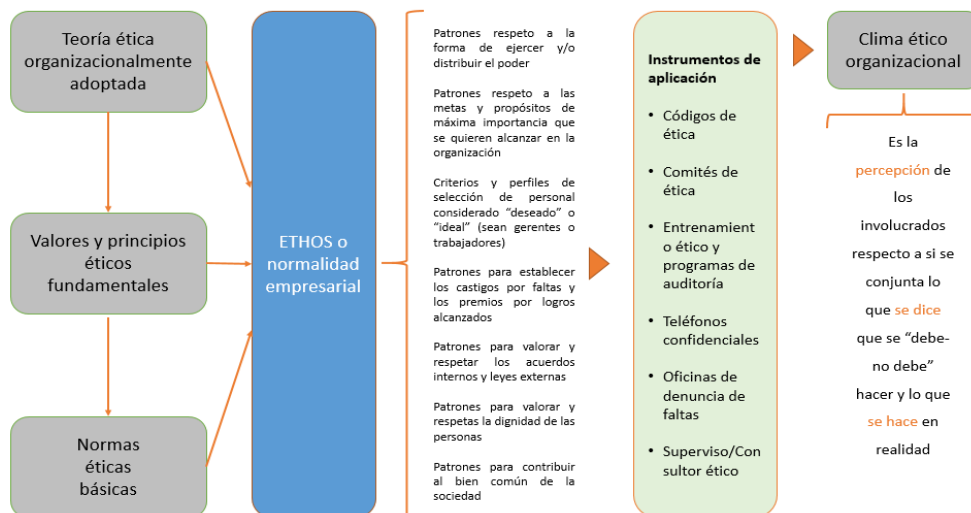 Teoría ética
organizacionalmente
adoptada
Valores y principios
éticos
fundamentales
Normas
éticas
básicas
ETHOS o
normalidad
empresarial
Patrones respeto a la
forma de ejercer y/o
distribuir el poder
Patrones respeto a las
metas y propósitos de
máxima importancia que
se quieren alcanzar en la
organización
Criterios y perfiles de
selección de personal
considerado “deseado” o
“ideal” (sean gerentes o
trabajadores)
Patrones para establecer
los castigos por faltas y
los premios por logros
alcanzados
Patrones para valorar y
respetar los acuerdos
internos y leyes externas
Patrones para valorar y
respetas la dignidad de las
personas
Patrones para contribuir
al bien común de la
sociedad
Instrumentos de
aplicación
• Códigos de
ética
• Comités de
ética
• Entrenamient
o ético y
programas de
auditoría
• Teléfonos
confidenciales
• Oficinas de
denuncia de
faltas
• Superviso/Con
sultor ético
Clima ético
organizacional
Es la
percepción de
los
involucrados
respecto a si se
conjunta lo
que se dice
que se “debe-
no debe”
hacer y lo que
se hace en
realidad